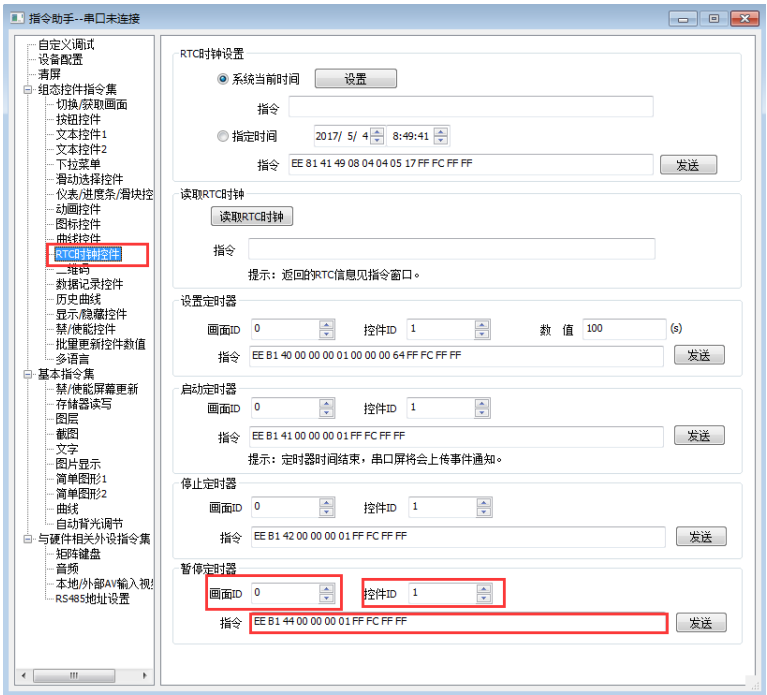 指令助手--串口未连接
自定义调试
设备配置
清屏
组态控件指令集
切换/获取画面
按钮控件
文本控件1
文本控件2
下拉菜单
滑动选择控件
仪表/进度条/滑块控
动画控件
图标控件
曲线控件
RTC时钟控件
二维码
数据记录控件
历史曲线
显示/隐藏控件
禁/使能控件
批量更新控件数值
多语言
基本指令集
禁/使能屏幕更新
存储器读写
图层
截图
文字
图片显示
简单图形1
简单图形2
曲线
自动背光调节
与硬件相关外设指令集
矩阵键盘
音频
本地/外部AV输入视
RS485地址设置
RTC时钟设置
系统当前时间 设置
指令
指定时间 2017/ 5/ 4 8:49:41
指令 EE 81 41 49 08 04 04 05 17 FF FC FF FF 发送
读取RTC时钟
读取RTC时钟
指令
提示：返回的RTC信息见指令窗口。
设置定时器
画面ID 0 控件ID 1 数 值 100 (s)
指令 EE B1 40 00 00 00 01 00 00 00 64 FF FC FF FF 发送
启动定时器
画面ID 0 控件ID 1
指令 EE B1 41 00 00 00 01 FF FC FF FF 发送
提示：定时器时间结束，串口屏将会上传事件通知。
停止定时器
画面ID 0 控件ID 1
指令 EE B1 42 00 00 00 01 FF FC FF FF 发送
暂停定时器
画面ID 0 控件ID 1
指令 EE B1 44 00 00 00 01 FF FC FF FF 发送